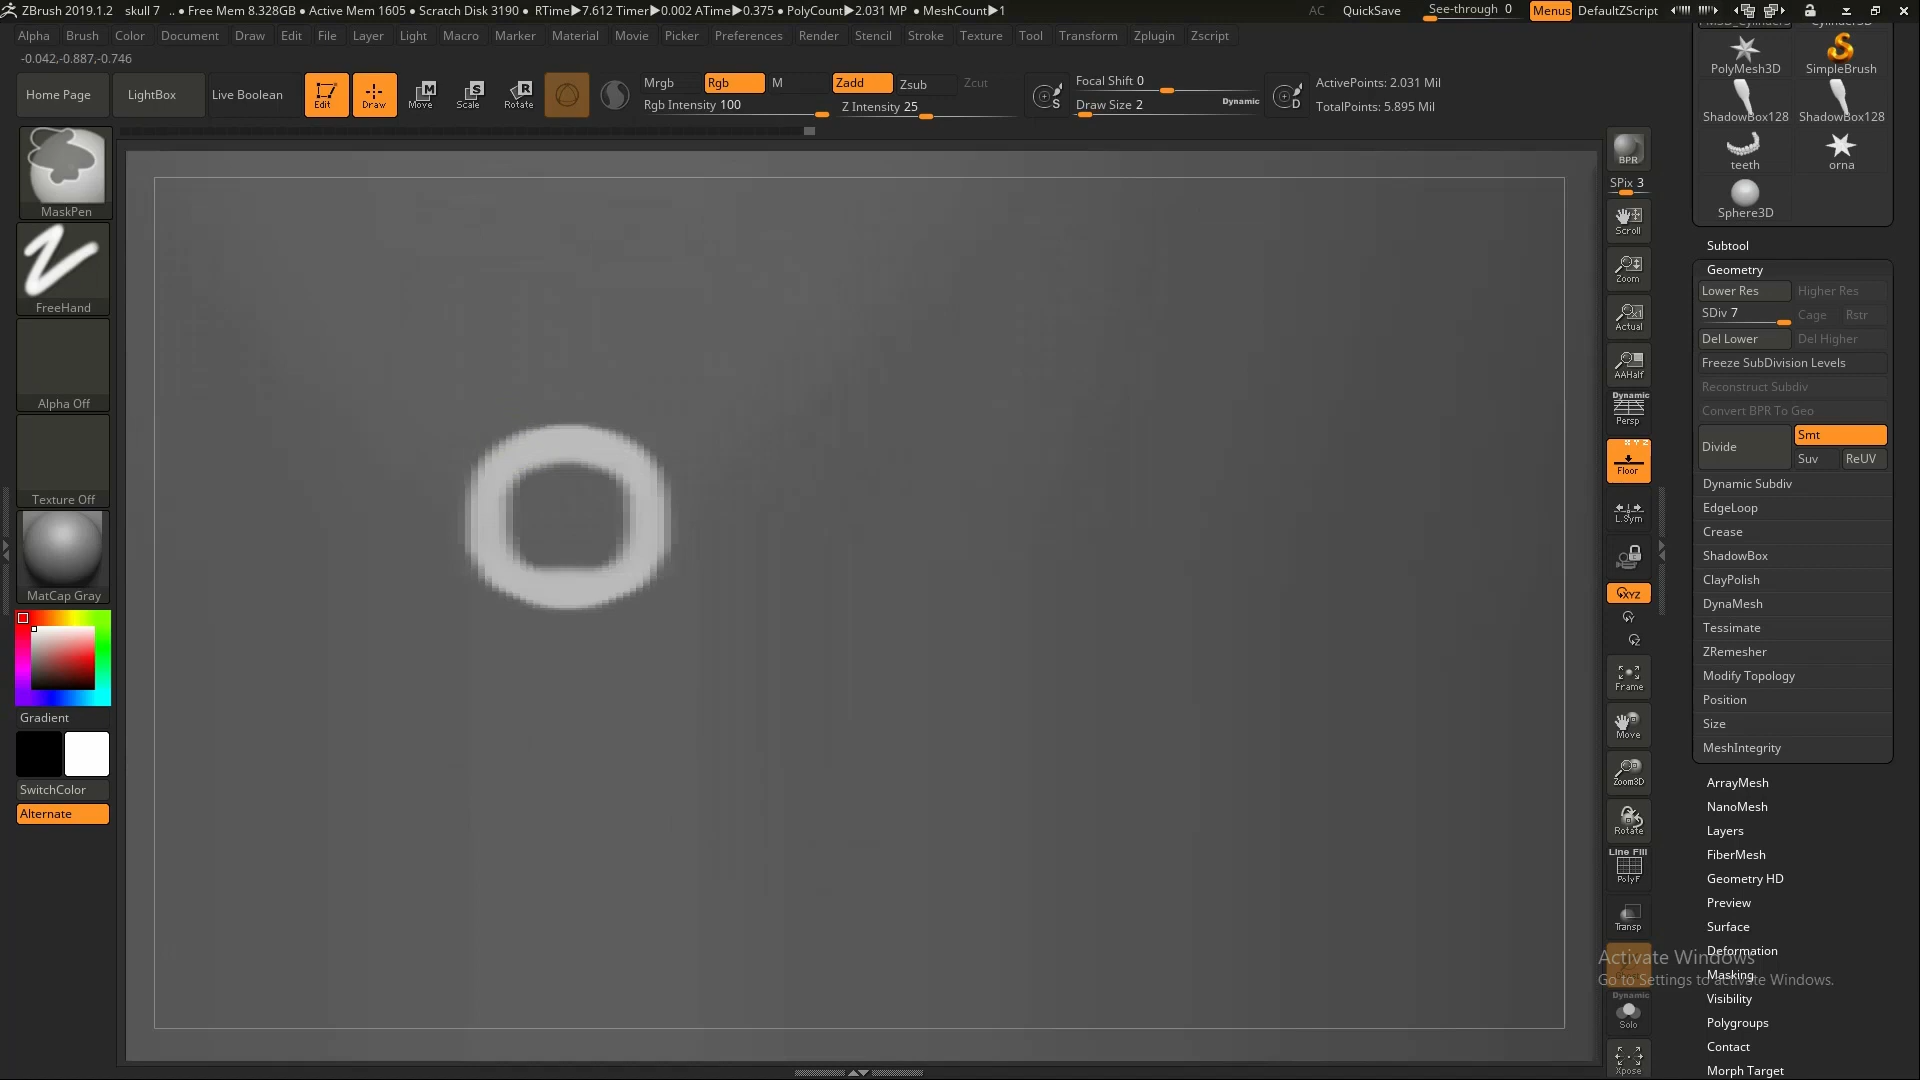 ZBrush 2019.1.2 skull 7 .. ● Free Mem 8.328GB ● Active Mem 1605 ● Scratch Disk 3190 ● RTime▶7.612 Timer▶0.002 ATime▶0.375 ● PolyCount▶2.031 MP ● MeshCount▶1 AC QuickSave See-through 0 Menus DefaultZScript
Alpha Brush Color Document Draw Edit File Layer Light Macro Marker Material Movie Picker Preferences Render Stencil Stroke Texture Tool Transform Zplugin Zscript
-0.042,-0.887,-0.746
Home Page LightBox Live Boolean Edit Draw Move Scale Rotate
Mrgb Rgb M Zadd Zsub Zcut
Rgb Intensity 100 Z Intensity 25
Focal Shift 0
Draw Size 2 Dynamic
ActivePoints: 2.031 Mil
TotalPoints: 5.895 Mil
MaskPen
FreeHand
Alpha Off
Texture Off
MatCap Gray
Gradient
SwitchColor
Alternate
BPR
SPix 3
Scroll
Zoom
Actual
AAHalf
Dynamic
Persp
X Y Z
Floor
L.Sym
XYZ
Y
Z
Frame
Move
Zoom3D
Rotate
Line Fill
PolyF
Transp
Dynamic
Solo
Xpose
PolyMesh3D SimpleBrush
ShadowBox128 ShadowBox128
teeth orna
Sphere3D
Subtool
Geometry
Lower Res Higher Res
SDiv 7 Cage Rstr
Del Lower Del Higher
Freeze SubDivision Levels
Reconstruct Subdiv
Convert BPR To Geo
Divide Smt
Suv ReUV
Dynamic Subdiv
EdgeLoop
Crease
ShadowBox
ClayPolish
DynaMesh
Tessimate
ZRemesher
Modify Topology
Position
Size
MeshIntegrity
ArrayMesh
NanoMesh
Layers
FiberMesh
Geometry HD
Preview
Surface
Deformation
Masking
Visibility
Polygroups
Contact
Morph Target
Activate Windows
Go to Settings to activate Windows.